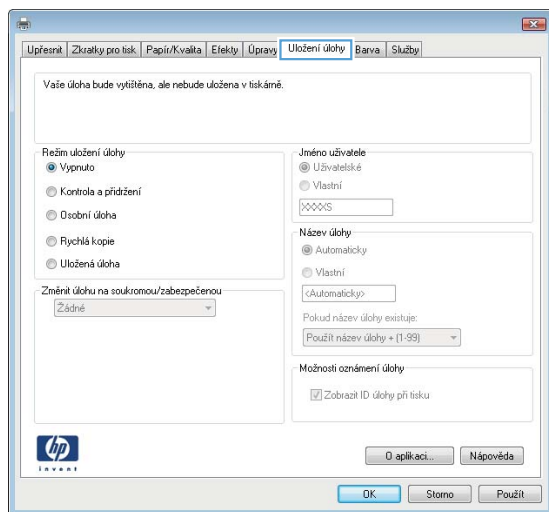 Upřesnit Zkratky pro tisk Papír/Kvalita Efekty Úpravy Uložení úlohy Barva Služby
Vaše úloha bude vytištěna, ale nebude uložena v tiskárně.
Režim uložení úlohy
Vypnuto
Kontrola a přidržení
Osobní úloha
Rychlá kopie
Uložená úloha
Změnit úlohu na soukromou/zabezpečenou
Žádné
Jméno uživatele
Uživatelské
Vlastní
XXXXS
Název úlohy
Automaticky
Vlastní
<Automaticky>
Pokud název úlohy existuje:
Použít název úlohy + (1-99)
Možnosti oznámení úlohy
Zobrazit ID úlohy při tisku
hp
invent
O aplikaci... Nápověda
OK Storno Použít